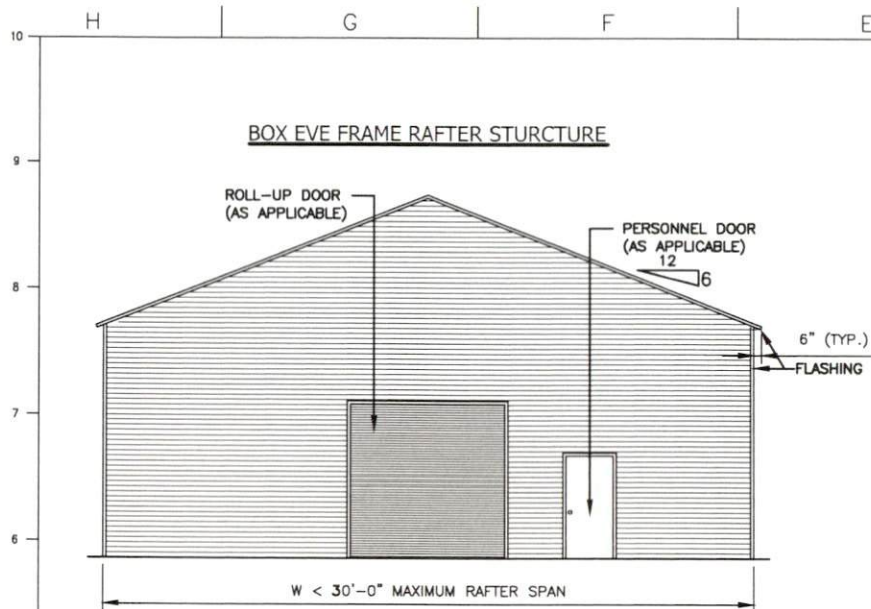 H G F E
10
BOX EVE FRAME RAFTER STURCTURE
9
ROLL-UP DOOR
(AS APPLICABLE)
PERSONNEL DOOR
(AS APPLICABLE)
12
6
8
6" (TYP.)
FLASHING
7
6
W < 30'-0" MAXIMUM RAFTER SPAN